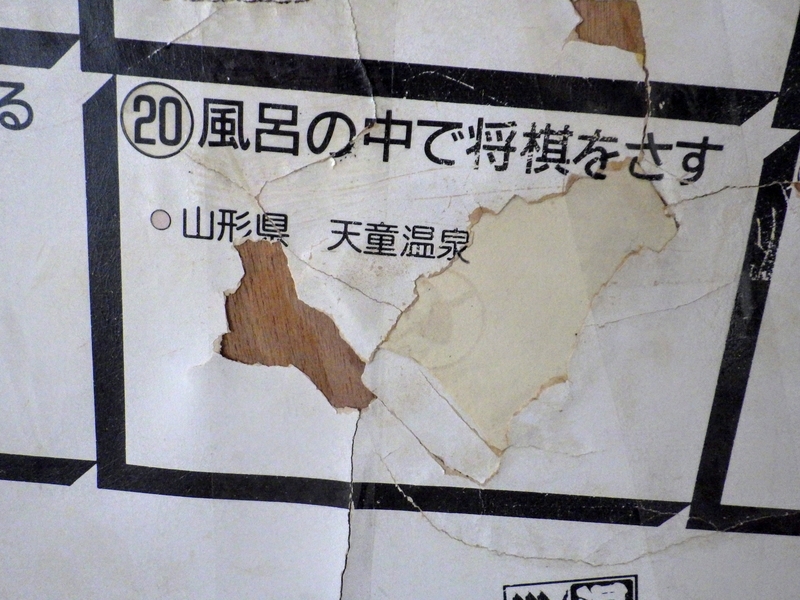 る
⑳風呂の中で将棋をさす
山形県 天童温泉